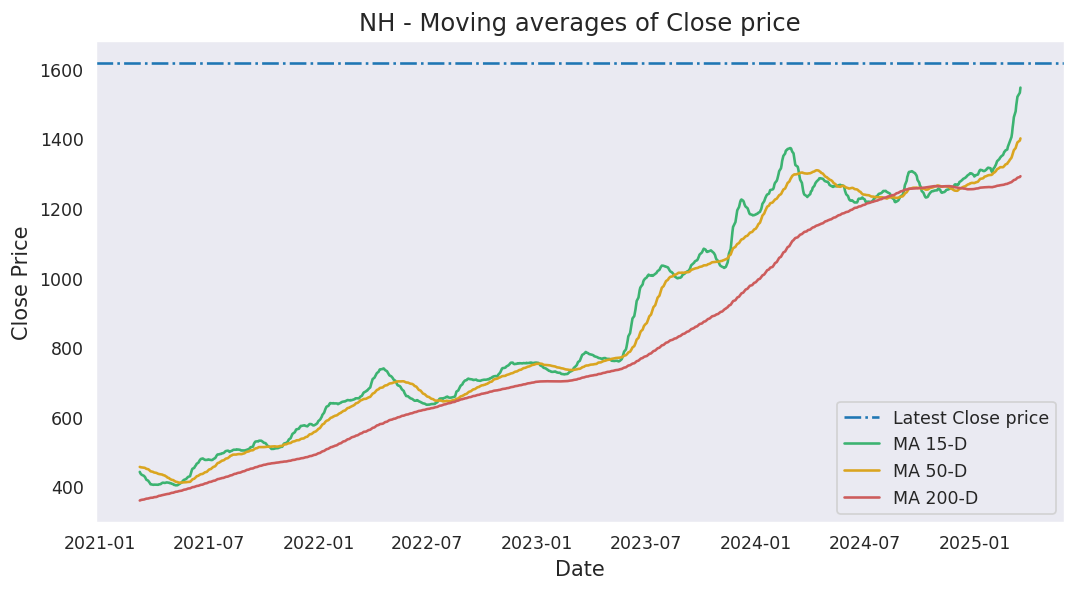 NH - Moving averages of Close price
Close Price
1600
1400
1200
1000
800
600
400
2021-01 2021-07 2022-01 2022-07 2023-01 2023-07 2024-01 2024-07 2025-01
Date
Latest Close price
MA 15-D
MA 50-D
MA 200-D